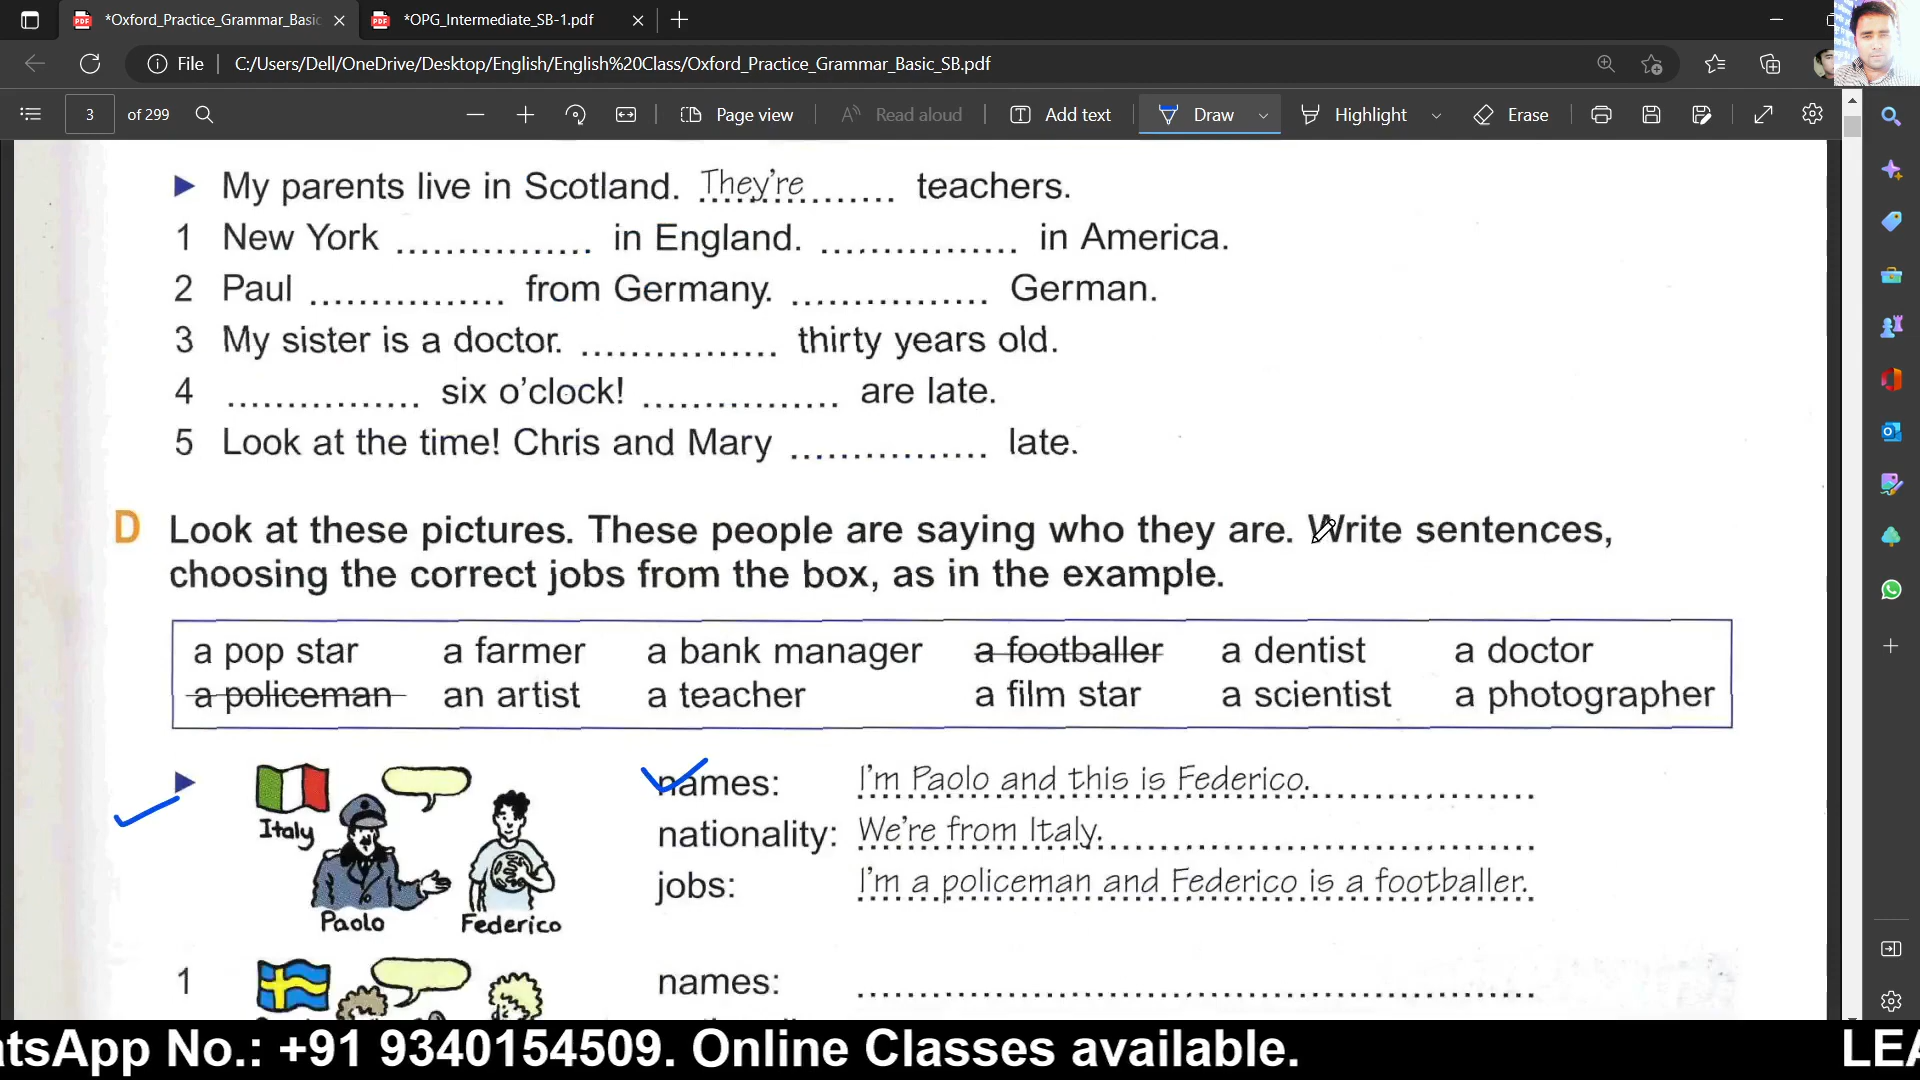 *Oxford_Practice_Grammar_Basic
*OPG_Intermediate_SB-1.pdf
File
C:/Users/Dell/OneDrive/Desktop/English/English%20Class/Oxford_Practice_Grammar_Basic_SB.pdf
3 of 299
Page view
Read aloud
Add text
Draw
Highlight
Erase
My parents live in Scotland. They're teachers.
1 New York ................ in England. ................ in America.
2 Paul ................ from Germany. ................ German.
3 My sister is a doctor. ................ thirty years old.
4 ................ six o'clock! ................ are late.
5 Look at the time! Chris and Mary ................ late.
D Look at these pictures. These people are saying who they are. Write sentences,
choosing the correct jobs from the box, as in the example.
a pop star a farmer a bank manager a footballer a dentist a doctor
a policeman an artist a teacher a film star a scientist a photographer
Italy
Paolo Federico
names: I'm Paolo and this is Federico.
nationality: We're from Italy.
jobs: I'm a policeman and Federico is a footballer.
1 names:
atsApp No.: +91 9340154509. Online Classes available. LEA